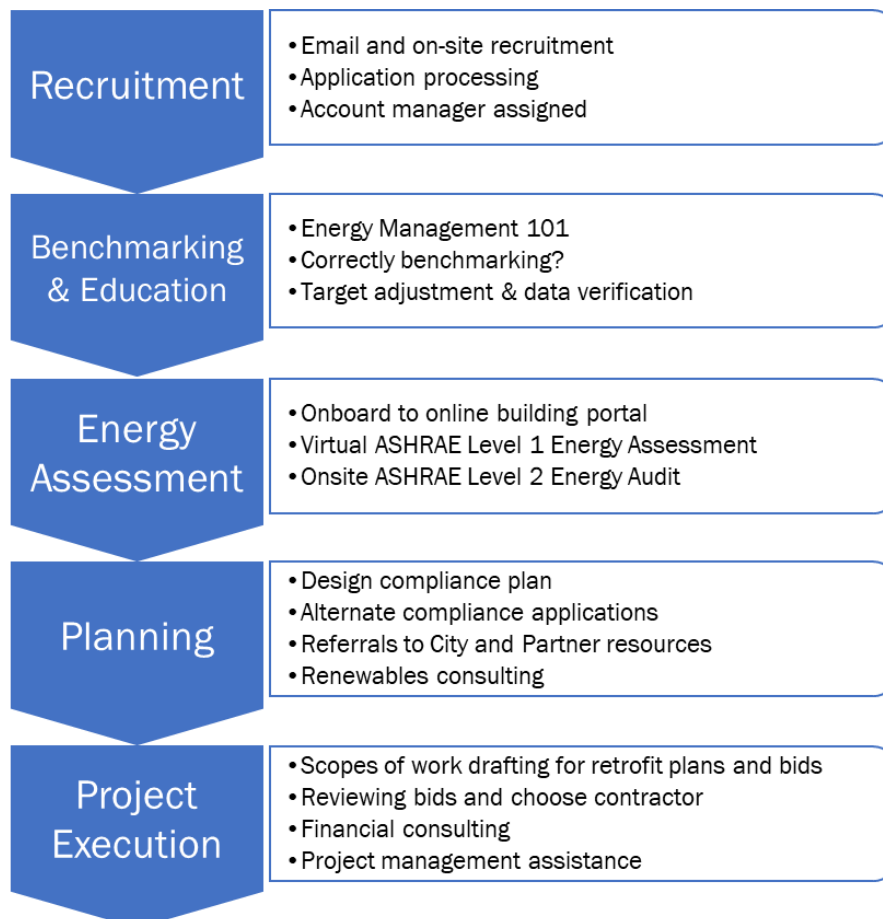 Recruitment
•Email and on-site recruitment
•Application processing
•Account manager assigned
Benchmarking
& Education
•Energy Management 101
•Correctly benchmarking?
•Target adjustment & data verification
Energy
Assessment
•Onboard to online building portal
•Virtual ASHRAE Level 1 Energy Assessment
•Onsite ASHRAE Level 2 Energy Audit
Planning
•Design compliance plan
•Alternate compliance applications
•Referrals to City and Partner resources
•Renewables consulting
Project
Execution
•Scopes of work drafting for retrofit plans and bids
•Reviewing bids and choose contractor
•Financial consulting
•Project management assistance